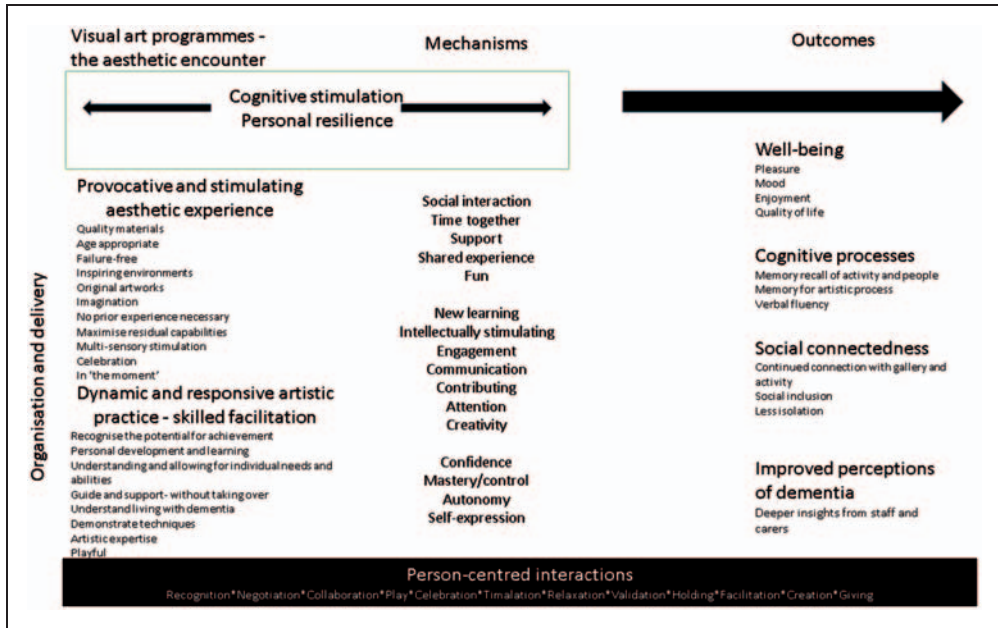 Visual art programmes -
the aesthetic encounter
Mechanisms
Outcomes
Cognitive stimulation
Personal resilience
Organisation and delivery
Provocative and stimulating
aesthetic experience
Quality materials
Age appropriate
Failure-free
Inspiring environments
Original artworks
Imagination
No prior experience necessary
Maximise residual capabilities
Multi-sensory stimulation
Celebration
In 'the moment'
Dynamic and responsive artistic
practice - skilled facilitation
Recognise the potential for achievement
Personal development and learning
Understanding and allowing for individual needs and
abilities
Guide and support- without taking over
Understand living with dementia
Demonstrate techniques
Artistic expertise
Playful
Social interaction
Time together
Support
Shared experience
Fun
New learning
Intellectually stimulating
Engagement
Communication
Contributing
Attention
Creativity
Confidence
Mastery/control
Autonomy
Self-expression
Well-being
Pleasure
Mood
Enjoyment
Quality of life
Cognitive processes
Memory recall of activity and people
Memory for artistic process
Verbal fluency
Social connectedness
Continued connection with gallery and
activity
Social inclusion
Less isolation
Improved perceptions
of dementia
Deeper insights from staff and
carers
Person-centred interactions
Recognition*Negotiation*Collaboration*Play*Celebration*Timalation*Relaxation*Validation*Holding*Facilitation*Creation*Giving